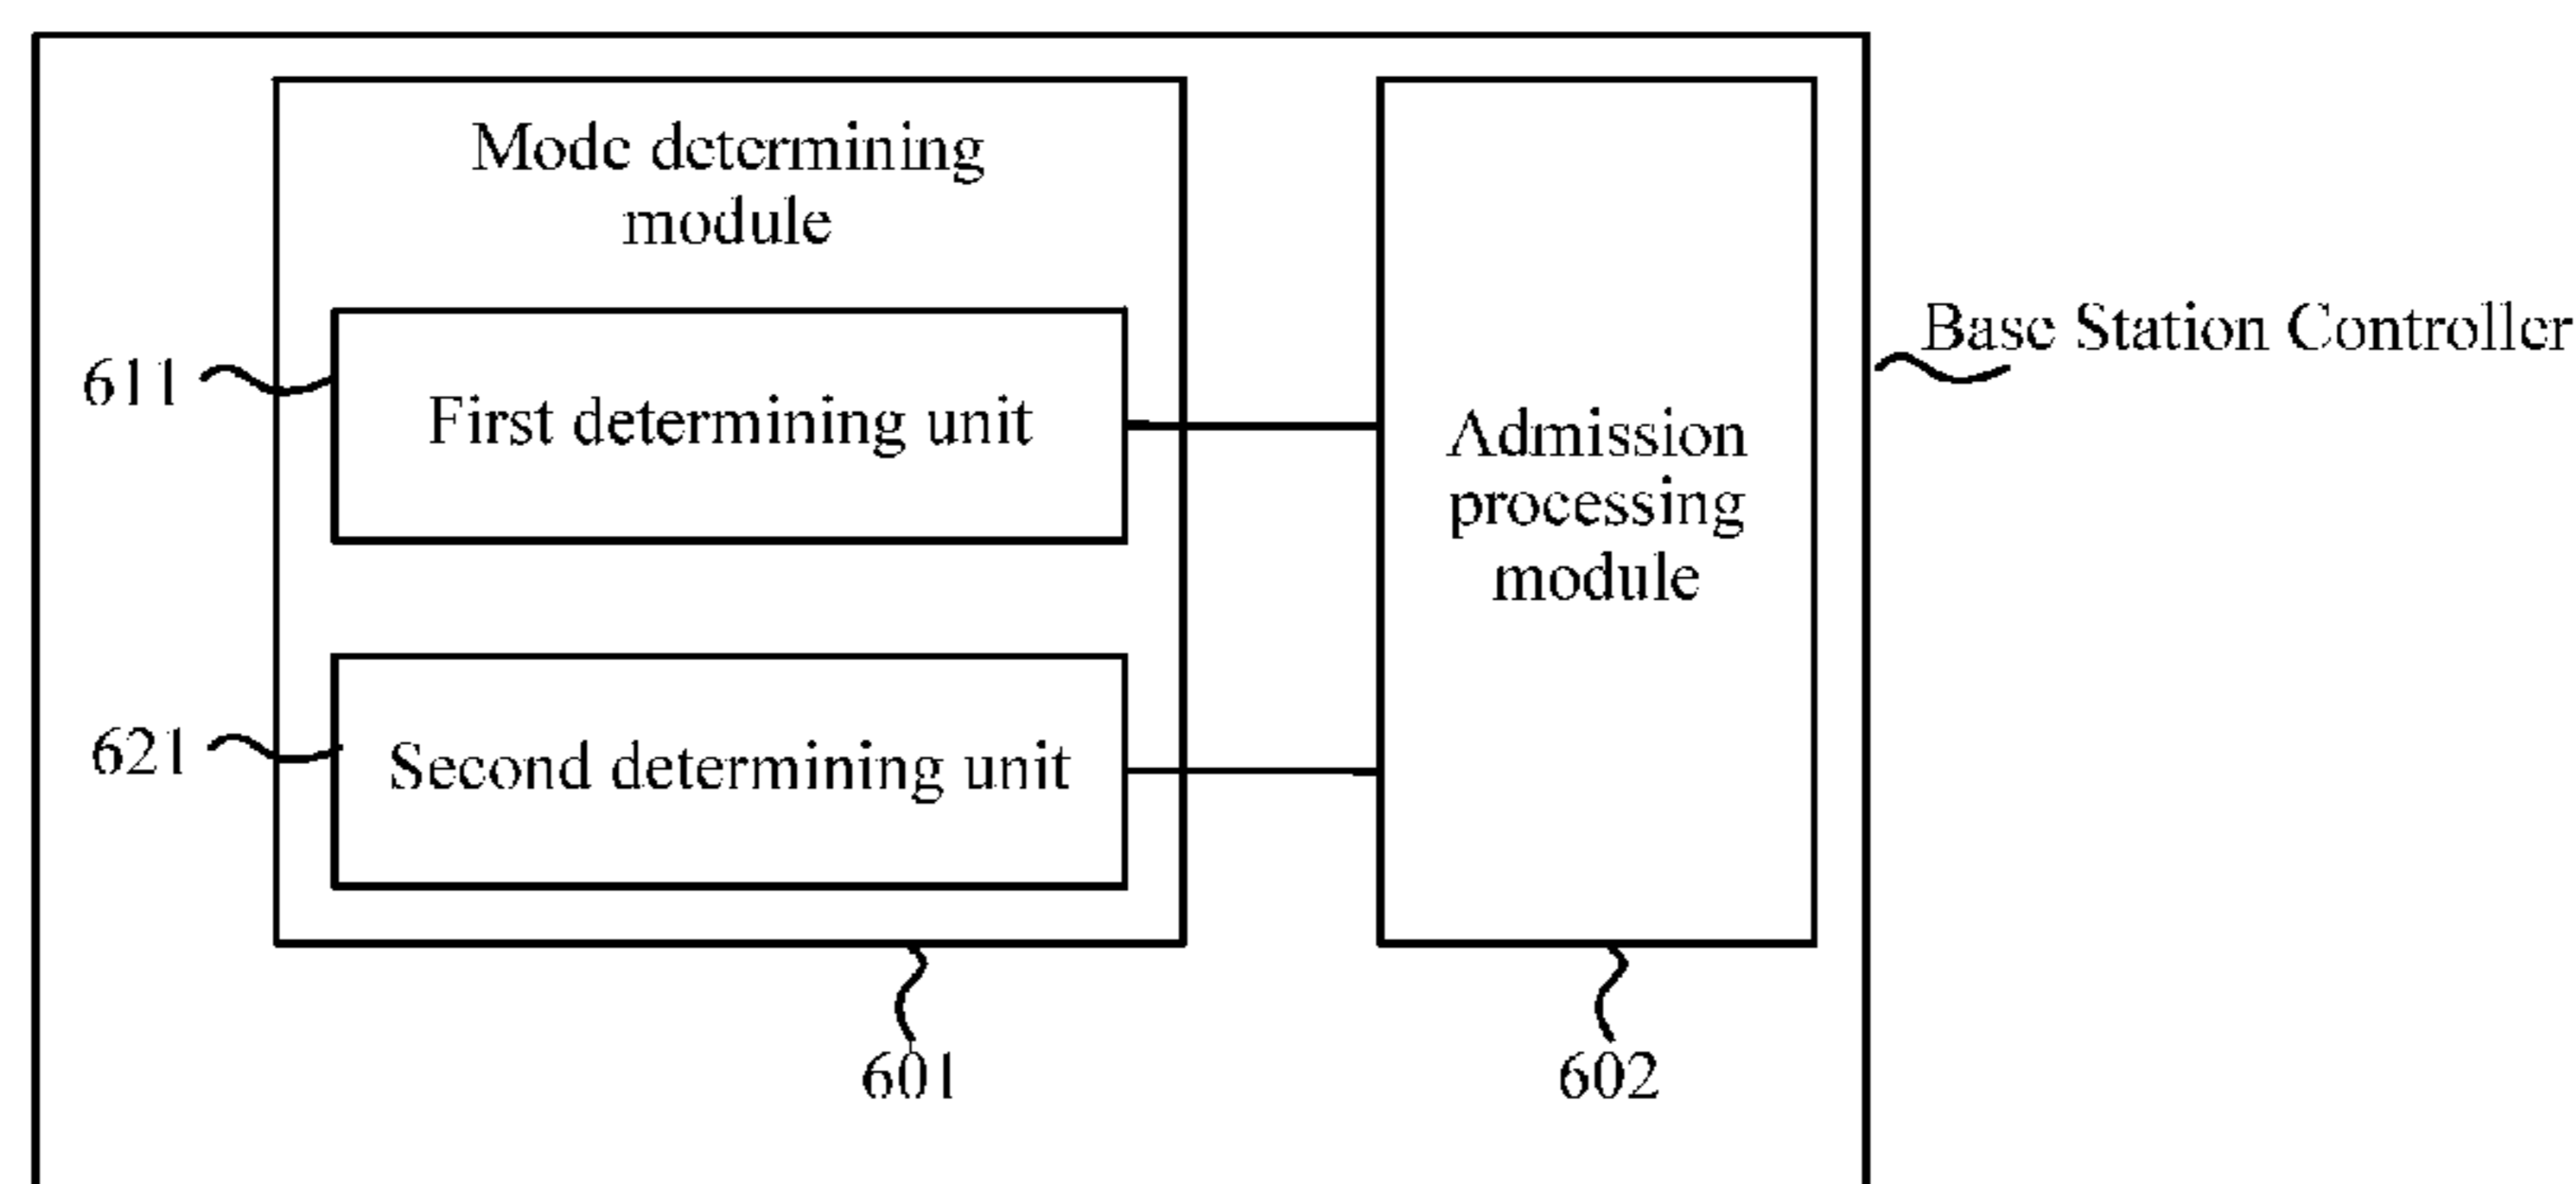 Mode determining
module
611
First determining unit
621
Second determining unit
Admission
processing
module
Base Station Controller
601
602